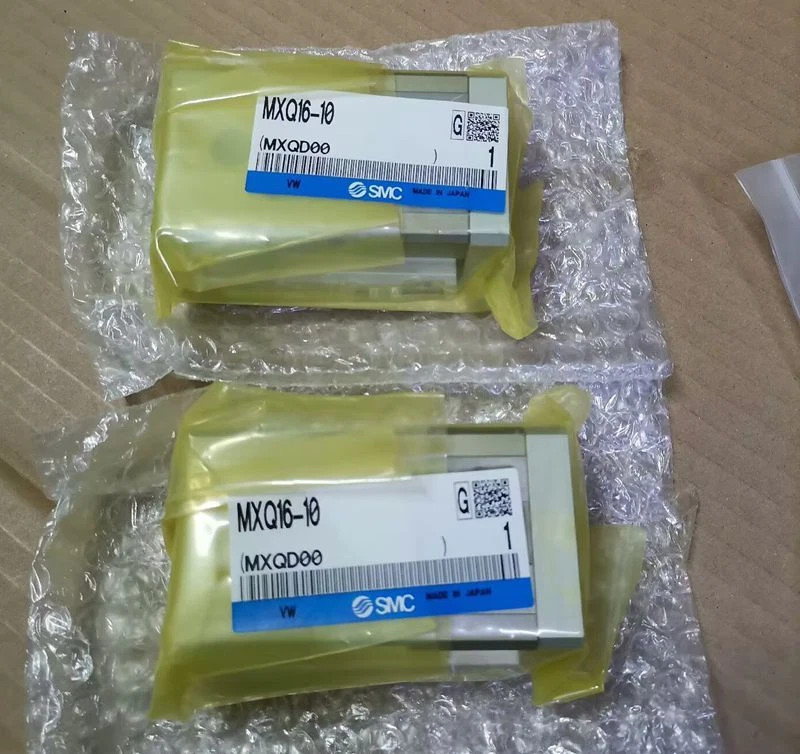 MXQ16-10
G
(MXQD00 )
1
VW SMC MADE IN JAPAN
MXQ16-10
G
(MXQD00 )
1
VW SMC MADE IN JAPAN